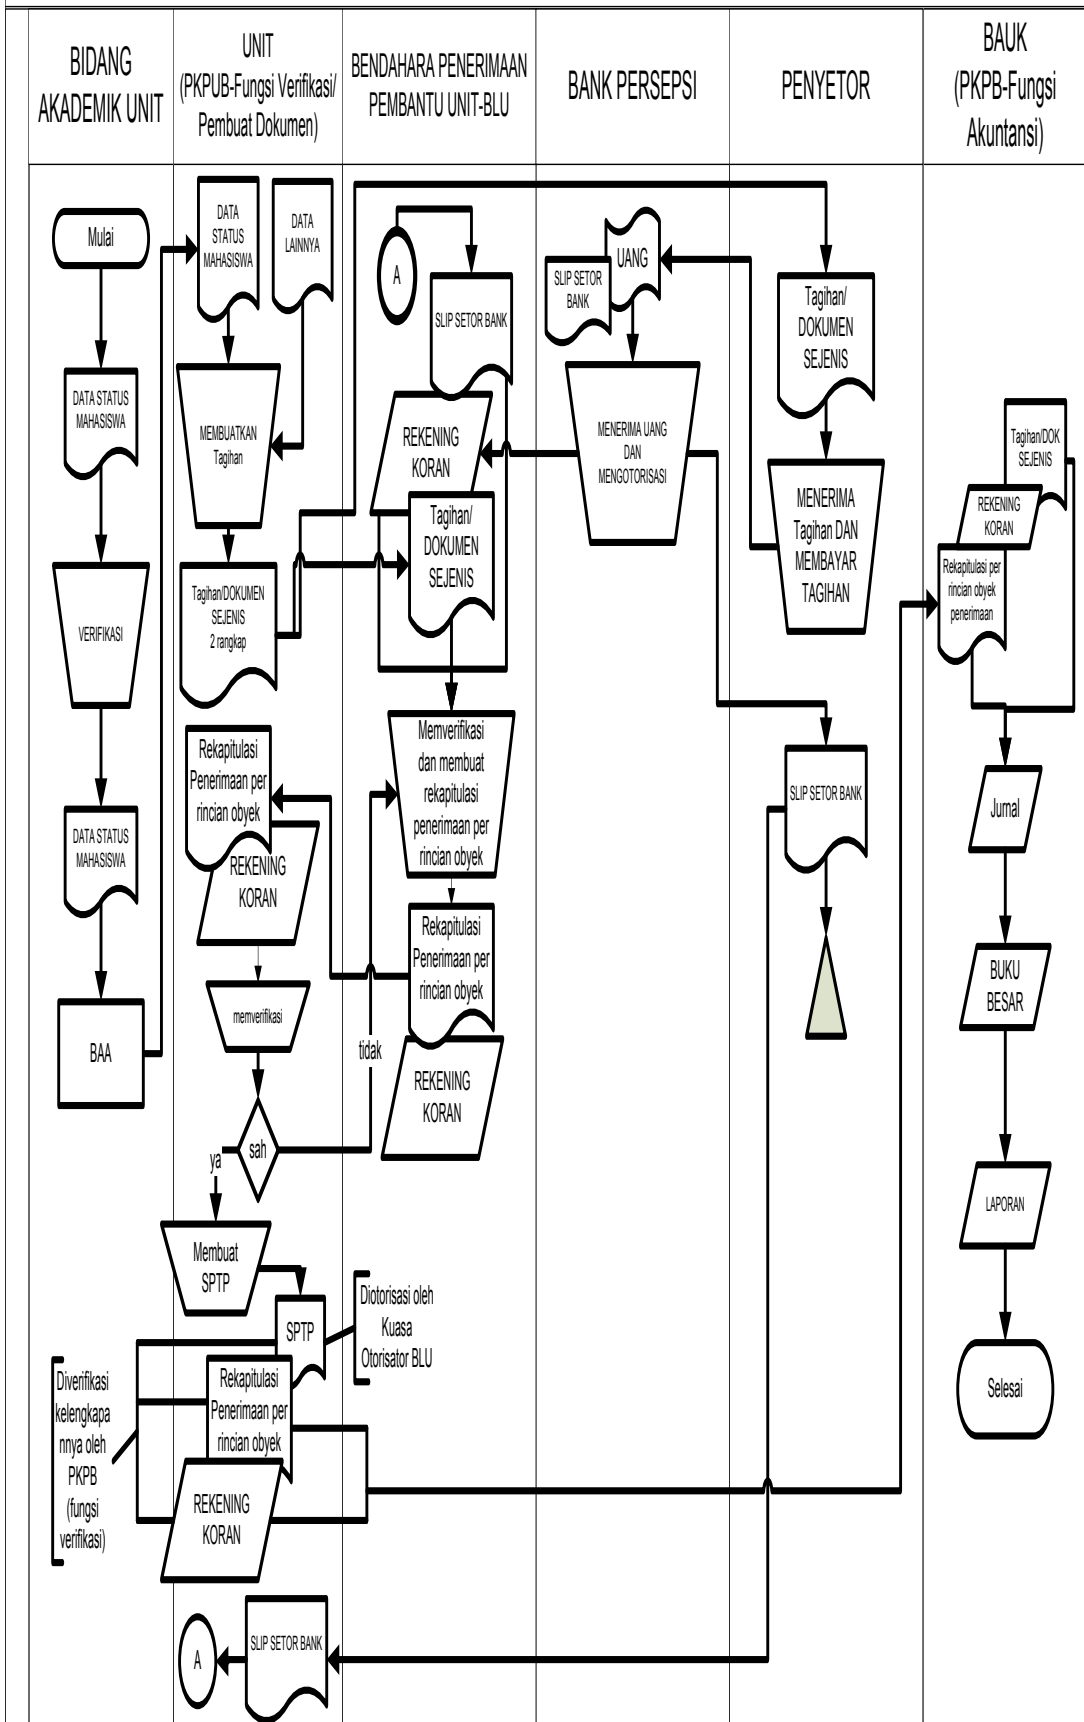 BIDANG
AKADEMIK UNIT
UNIT
(PKPUB-Fungsi Verifikasi/
Pembuat Dokumen)
BENDAHARA PENERIMAAN
PEMBANTU UNIT-BLU
BANK PERSEPSI
PENYETOR
BAUK
(PKPB-Fungsi
Akuntansi)
Mulai
DATA STATUS
MAHASISWA
VERIFIKASI
DATA STATUS
MAHASISWA
BAA
DATA
STATUS
MAHASISWA
DATA
LAINNYA
MEMBUATKAN
Tagihan
Tagihan/DOKUMEN
SEJENIS
2 rangkap
Rekapitulasi
Penerimaan per
rincian obyek
REKENING
KORAN
memverifikasi
sah
ya
tidak
Membuat
SPTP
SPTP
Diotorisasi oleh
Kuasa
Otorisator BLU
Diverifikasi
kelengkapa
nnya oleh
PKPB
(fungsi
verifikasi)
Rekapitulasi
Penerimaan per
rincian obyek
REKENING
KORAN
A
SLIP SETOR BANK
A
SLIP SETOR BANK
REKENING
KORAN
Tagihan/
DOKUMEN
SEJENIS
Memverifikasi
dan membuat
rekapitulasi
penerimaan per
rincian obyek
Rekapitulasi
Penerimaan per
rincian obyek
REKENING
KORAN
UANG
SLIP SETOR
BANK
MENERIMA UANG
DAN
MENGOTORISASI
Tagihan/
DOKUMEN
SEJENIS
MENERIMA
Tagihan DAN
MEMBAYAR
TAGIHAN
SLIP SETOR BANK
Tagihan/DOK
SEJENIS
REKENING
KORAN
Rekapitulasi per
rincian obyek
penerimaan
Jurnal
BUKU
BESAR
LAPORAN
Selesai